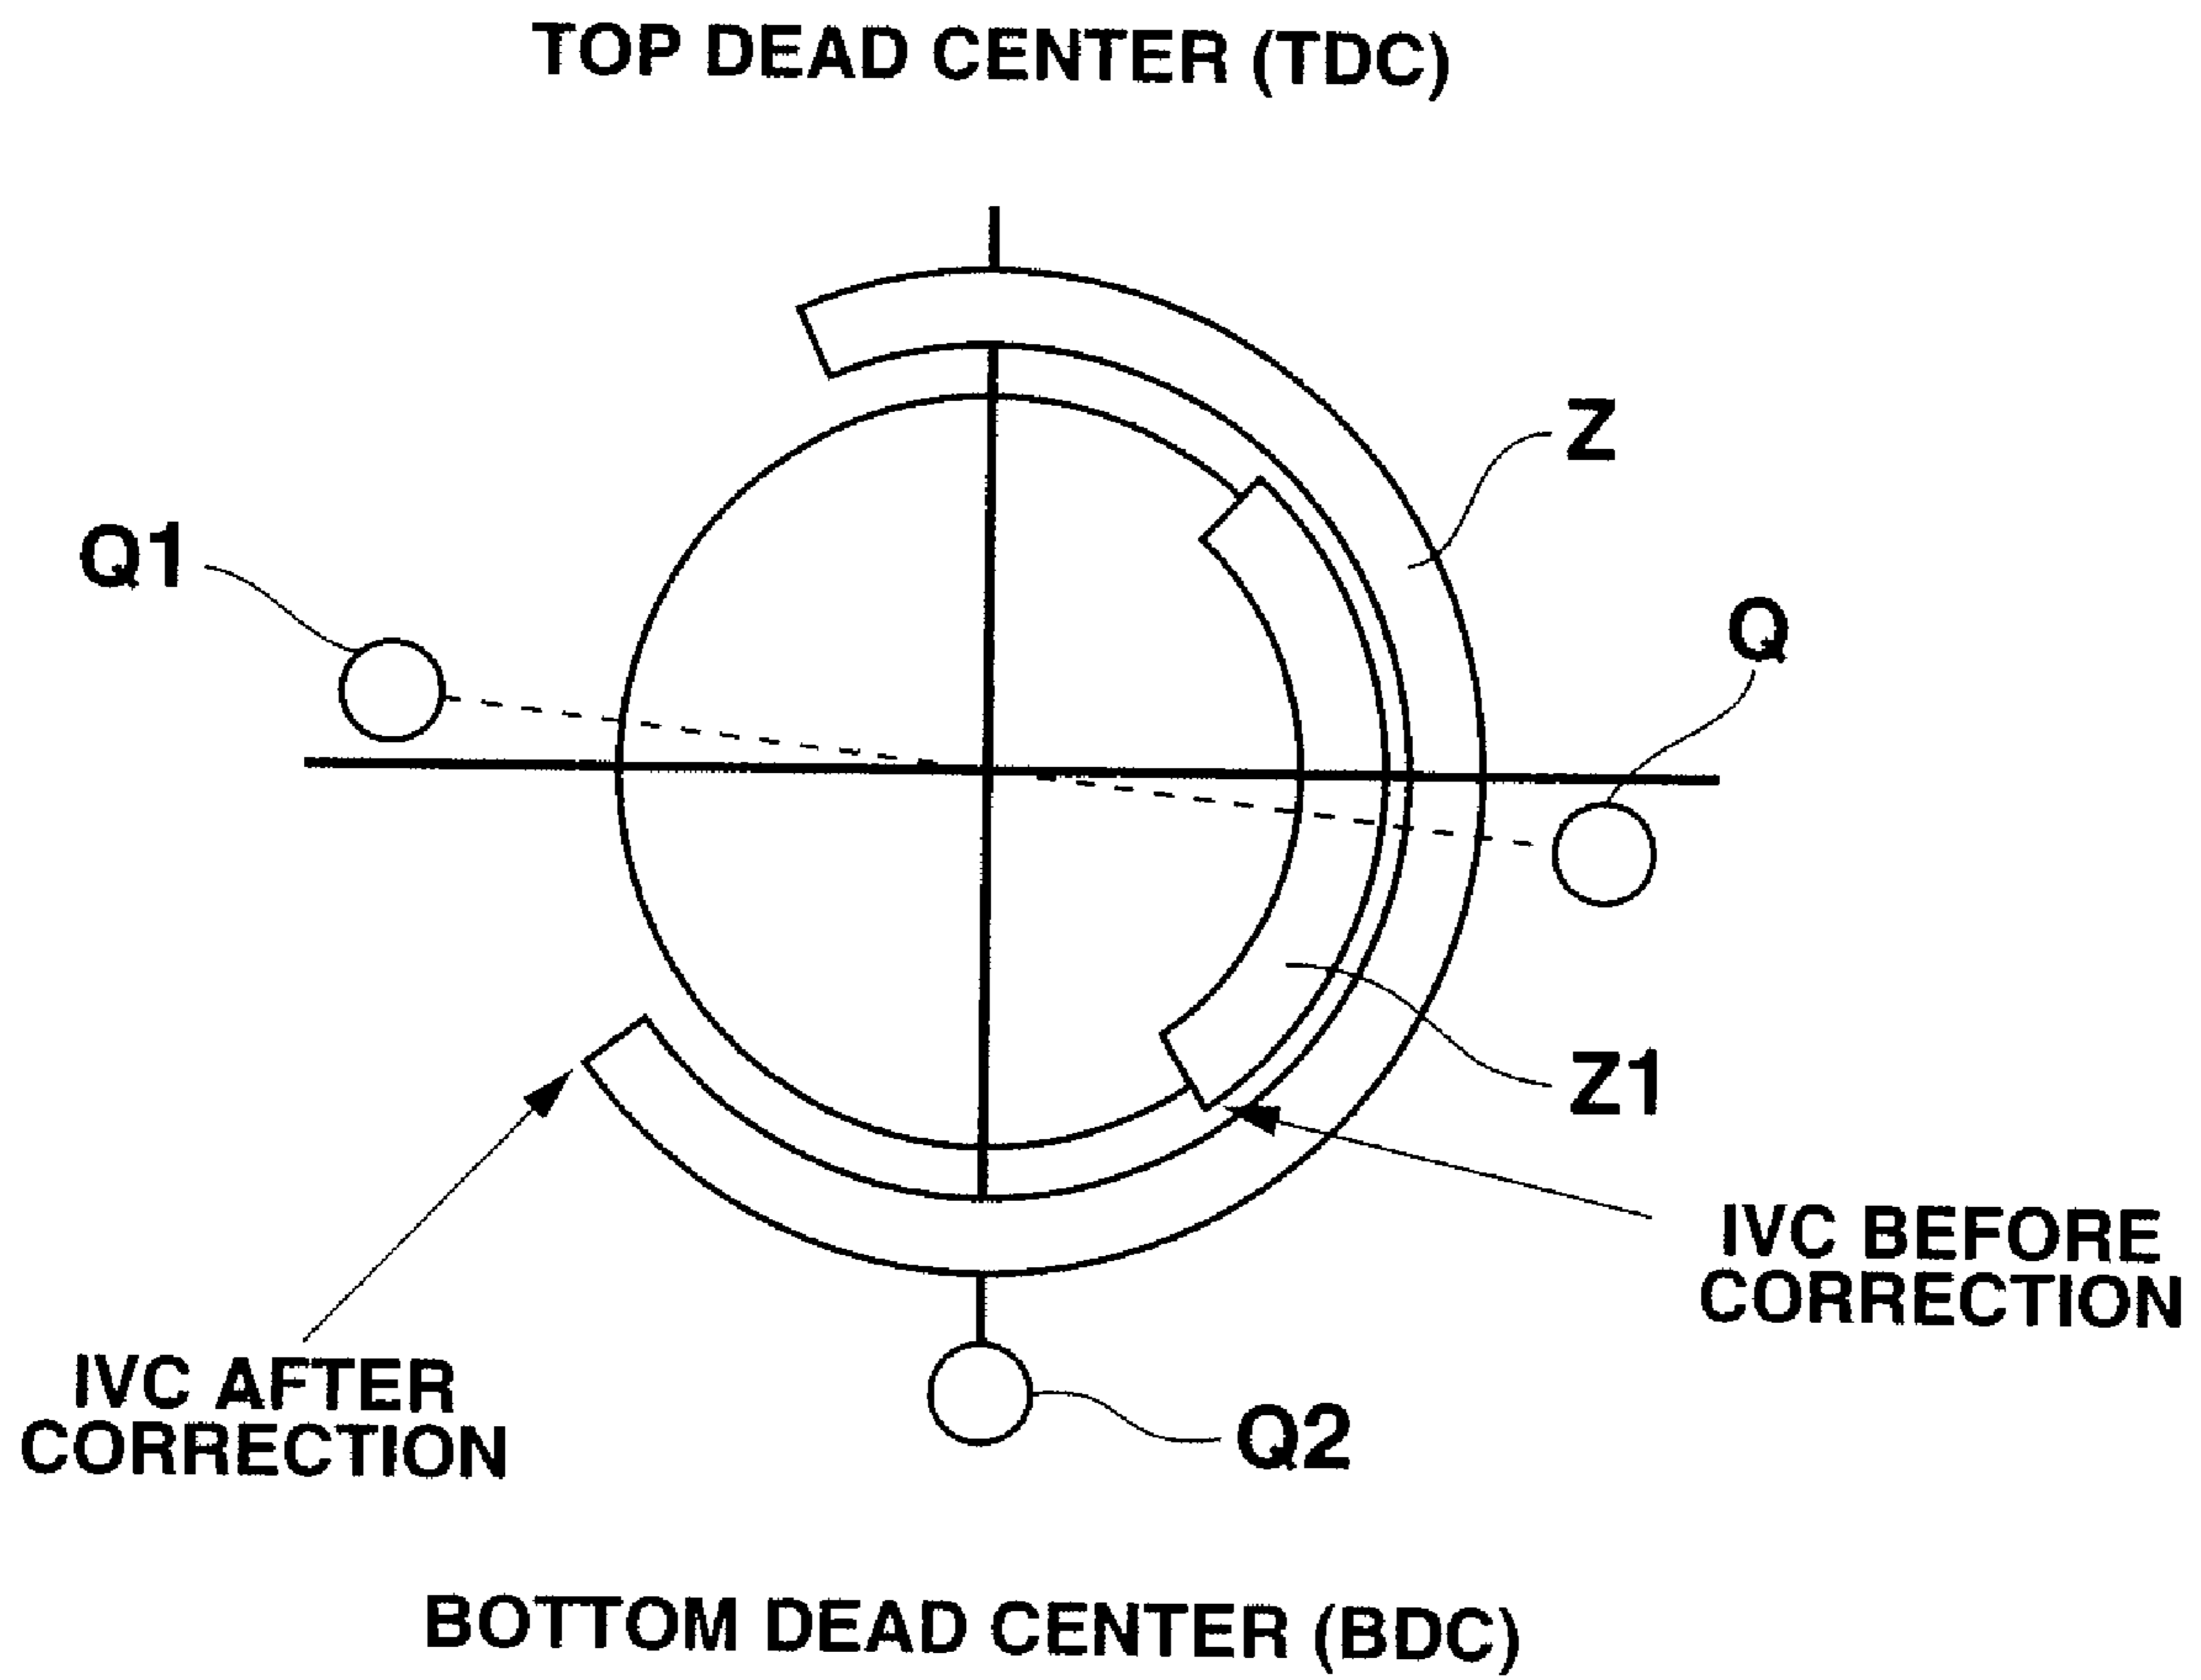 TOP DEAD CENTER (TDC)
Z
Q1
Q
Z1
IVC BEFORE
CORRECTION
IVC AFTER
CORRECTION
Q2
BOTTOM DEAD CENTER (BDC)